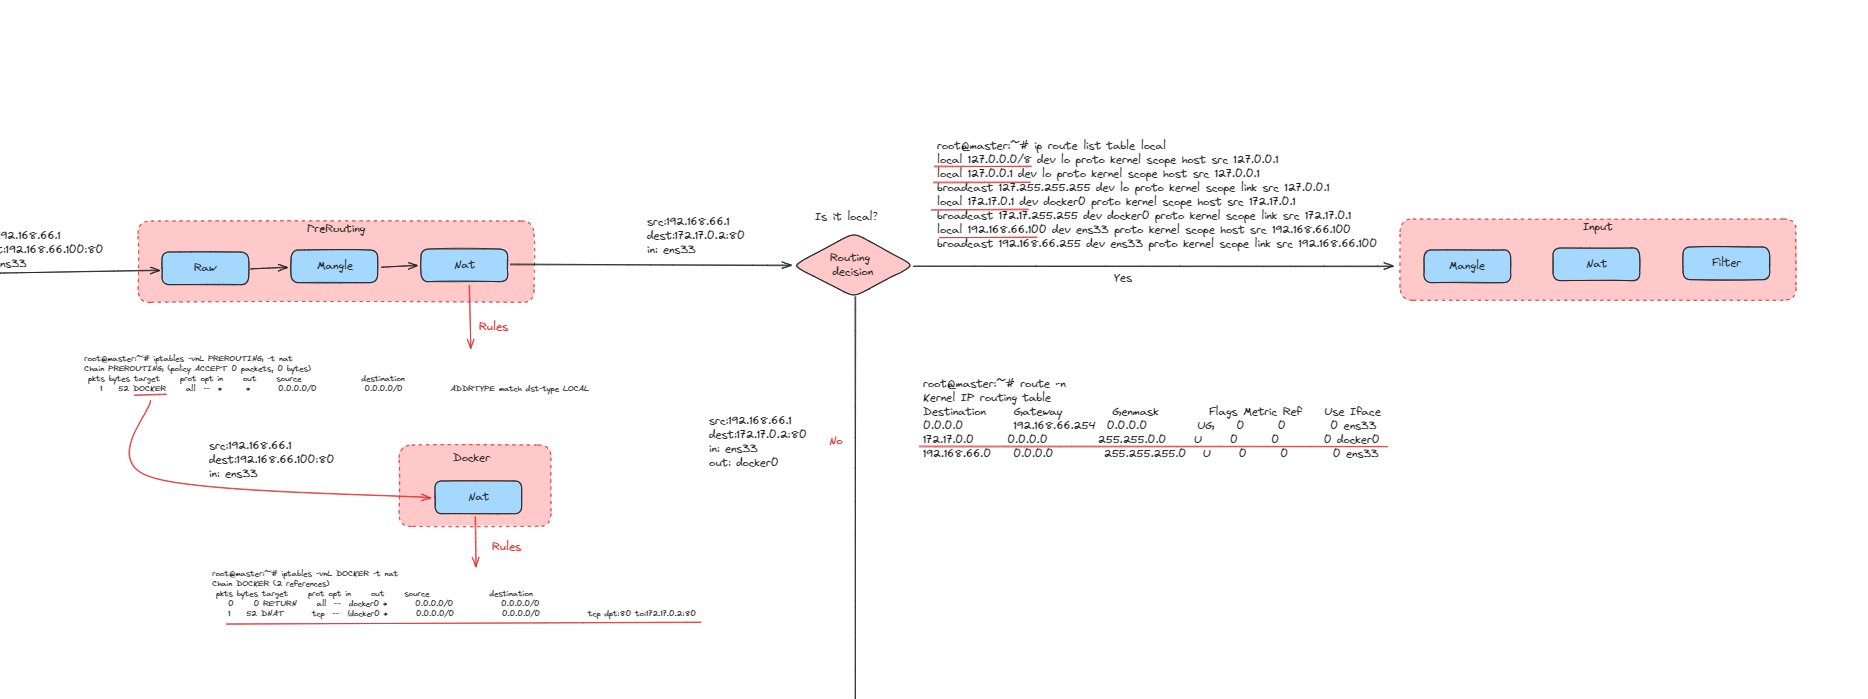 92.168.66.1
t:192.168.66.100:80
ns33
PreRouting
Raw
Mangle
Nat
Rules
src:192.168.66.1
dest:172.17.0.2:80
in: ens33
Is it local?
Routing
decision
root@master:~# ip route list table local
local 127.0.0.0/8 dev lo proto kernel scope host src 127.0.0.1
local 127.0.0.1 dev lo proto kernel scope host src 127.0.0.1
broadcast 127.255.255.255 dev lo proto kernel scope link src 127.0.0.1
local 172.17.0.1 dev docker0 proto kernel scope host src 172.17.0.1
broadcast 172.17.255.255 dev docker0 proto kernel scope link src 172.17.0.1
local 192.168.66.100 dev ens33 proto kernel scope host src 192.168.66.100
broadcast 192.168.66.255 dev ens33 proto kernel scope link src 192.168.66.100
Yes
Input
Mangle
Nat
Filter
root@master:~# iptables -vnL PREROUTING -t nat
Chain PREROUTING (policy ACCEPT 0 packets, 0 bytes)
pkts bytes target prot opt in out source destination
1 52 DOCKER all -- * * 0.0.0.0/0 0.0.0.0/0 ADDRTYPE match dst-type LOCAL
src:192.168.66.1
dest:192.168.66.100:80
in: ens33
Docker
Nat
Rules
root@master:~# iptables -vnL DOCKER -t nat
Chain DOCKER (2 references)
pkts bytes target prot opt in out source destination
0 0 RETURN all -- docker0 * 0.0.0.0/0 0.0.0.0/0
1 52 DNAT tcp -- !docker0 * 0.0.0.0/0 0.0.0.0/0 tcp dpt:80 to:172.17.0.2:80
src:192.168.66.1
dest:172.17.0.2:80
in: ens33
out: docker0
No
root@master:~# route -n
Kernel IP routing table
Destination Gateway Genmask Flags Metric Ref Use Iface
0.0.0.0 192.168.66.254 0.0.0.0 UG 0 0 0 ens33
172.17.0.0 0.0.0.0 255.255.0.0 U 0 0 0 docker0
192.168.66.0 0.0.0.0 255.255.255.0 U 0 0 0 ens33